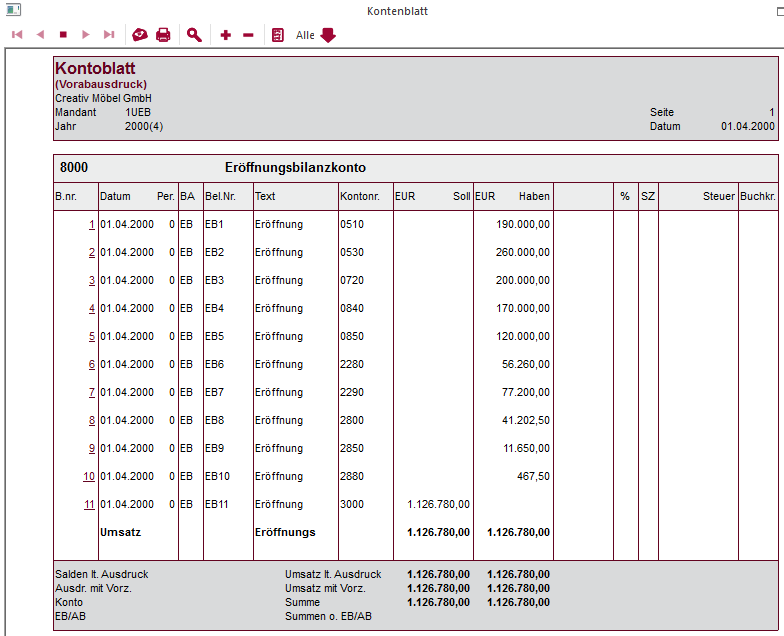 Kontenblatt
Alle
Kontoblatt
(Vorabausdruck)
Creativ Möbel GmbH
Mandant 1UEB Seite 1
Jahr 2000(4) Datum 01.04.2000
8000 Eröffnungsbilanzkonto
B.nr. Datum Per. BA Bel.Nr. Text Kontonr. EUR Soll EUR Haben % SZ Steuer Buchkr.
1 01.04.2000 0 EB EB1 Eröffnung 0510 190.000,00
2 01.04.2000 0 EB EB2 Eröffnung 0530 260.000,00
3 01.04.2000 0 EB EB3 Eröffnung 0720 200.000,00
4 01.04.2000 0 EB EB4 Eröffnung 0840 170.000,00
5 01.04.2000 0 EB EB5 Eröffnung 0850 120.000,00
6 01.04.2000 0 EB EB6 Eröffnung 2280 56.260,00
7 01.04.2000 0 EB EB7 Eröffnung 2290 77.200,00
8 01.04.2000 0 EB EB8 Eröffnung 2800 41.202,50
9 01.04.2000 0 EB EB9 Eröffnung 2850 11.650,00
10 01.04.2000 0 EB EB10 Eröffnung 2880 467,50
11 01.04.2000 0 EB EB11 Eröffnung 3000 1.126.780,00
Umsatz Eröffnungs 1.126.780,00 1.126.780,00
Salden lt. Ausdruck Umsatz lt. Ausdruck 1.126.780,00 1.126.780,00
Ausdr. mit Vorz. Umsatz mit Vorz. 1.126.780,00 1.126.780,00
Konto Summe 1.126.780,00 1.126.780,00
EB/AB Summen o. EB/AB